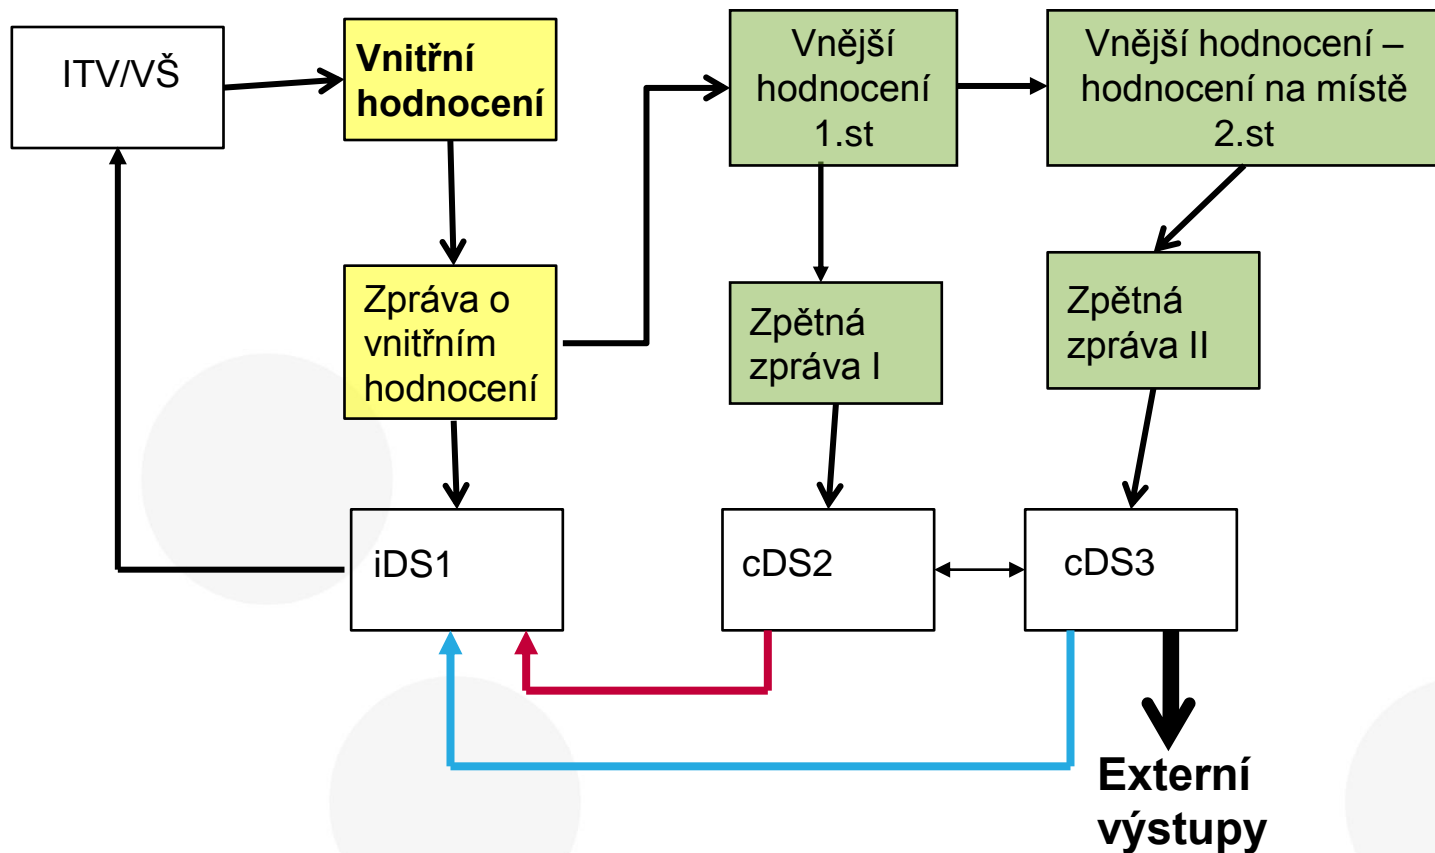 ITV/VŠ
Vnitřní
hodnocení
Vnější
hodnocení
1.st
Vnější hodnocení –
hodnocení na místě
2.st
Zpráva o
vnitřním
hodnocení
Zpětná
zpráva I
Zpětná
zpráva II
iDS1
cDS2
cDS3
Externí
výstupy